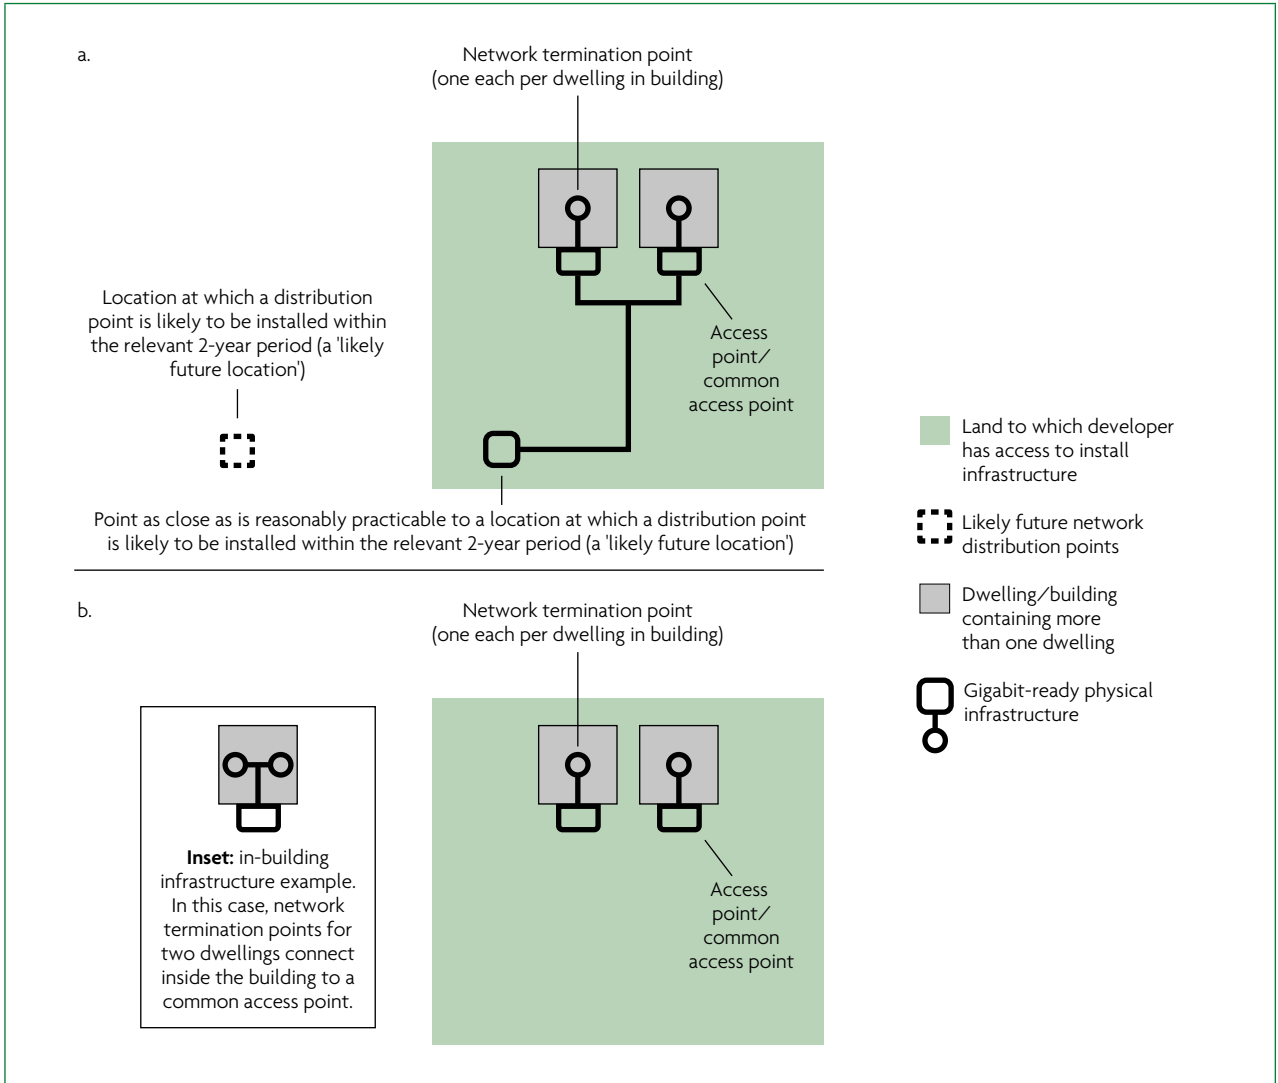 a.
Network termination point
(one each per dwelling in building)
Location at which a distribution
point is likely to be installed within
the relevant 2-year period (a 'likely
future location')
Access
point/
common
access point
Point as close as is reasonably practicable to a location at which a distribution point
is likely to be installed within the relevant 2-year period (a 'likely future location')
b.
Network termination point
(one each per dwelling in building)
Inset: in-building
infrastructure example.
In this case, network
termination points for
two dwellings connect
inside the building to a
common access point.
Access
point/
common
access point
Land to which developer
has access to install
infrastructure
Likely future network
distribution points
Dwelling/building
containing more
than one dwelling
Gigabit-ready physical
infrastructure